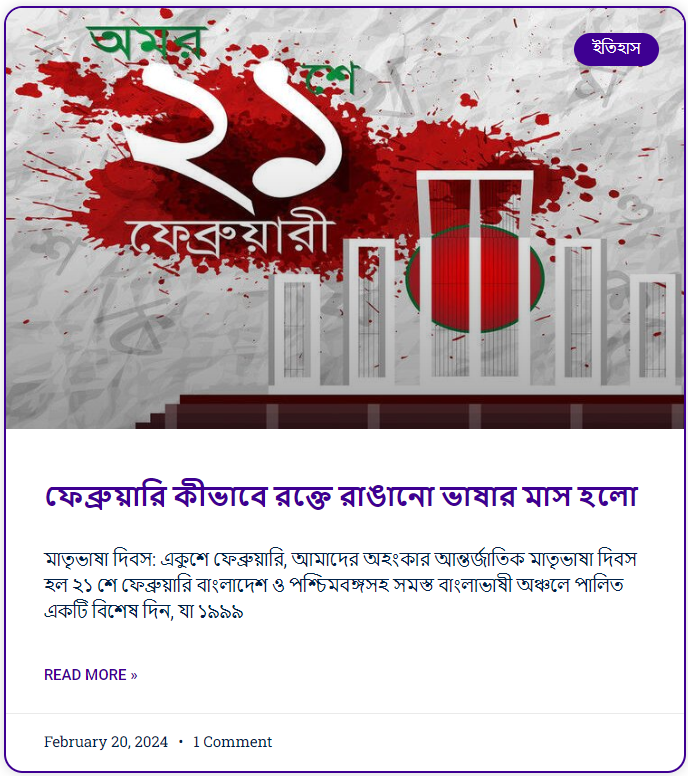 অমর
২১শে
ফেব্রুয়ারী
ইতিহাস
ফেব্রুয়ারি কীভাবে রক্তে রাঙানো ভাষার মাস হলো
মাতৃভাষা দিবস: একুশে ফেব্রুয়ারি, আমাদের অহংকার আন্তর্জাতিক মাতৃভাষা দিবস
হল ২১ শে ফেব্রুয়ারি বাংলাদেশ ও পশ্চিমবঙ্গসহ সমস্ত বাংলাভাষী অঞ্চলে পালিত
একটি বিশেষ দিন, যা ১৯৯৯
READ MORE »
February 20, 2024 • 1 Comment